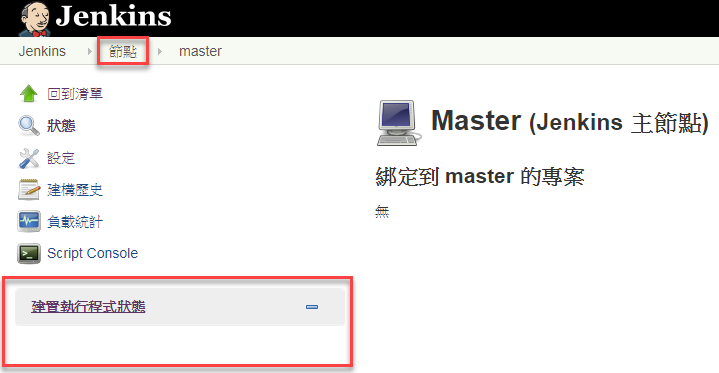 Jenkins
Jenkins 節點 master
回到清單
狀態
設定
建構歷史
負載統計
Script Console
建置執行程式狀態
Master (Jenkins 主節點)
綁定到 master 的專案
無